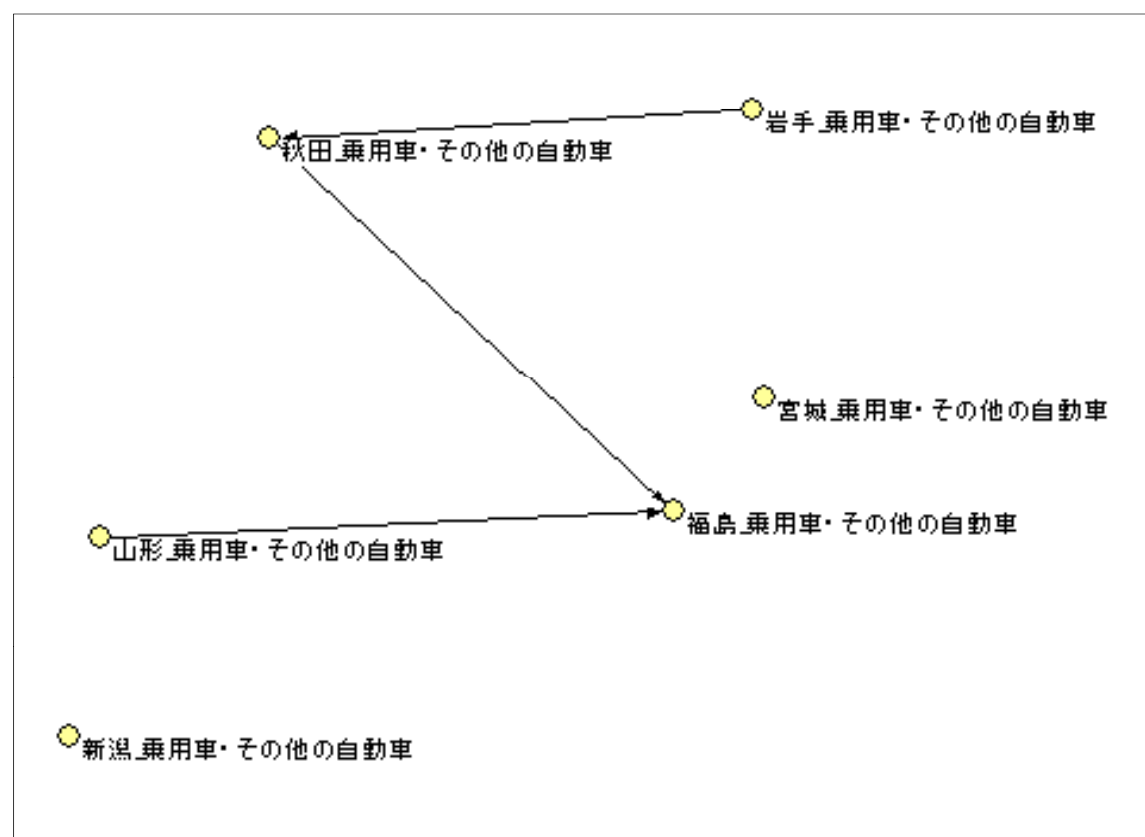 岩手_乗用車・その他の自動車
秋田_乗用車・その他の自動車
宮城_乗用車・その他の自動車
福島_乗用車・その他の自動車
山形_乗用車・その他の自動車
新潟_乗用車・その他の自動車